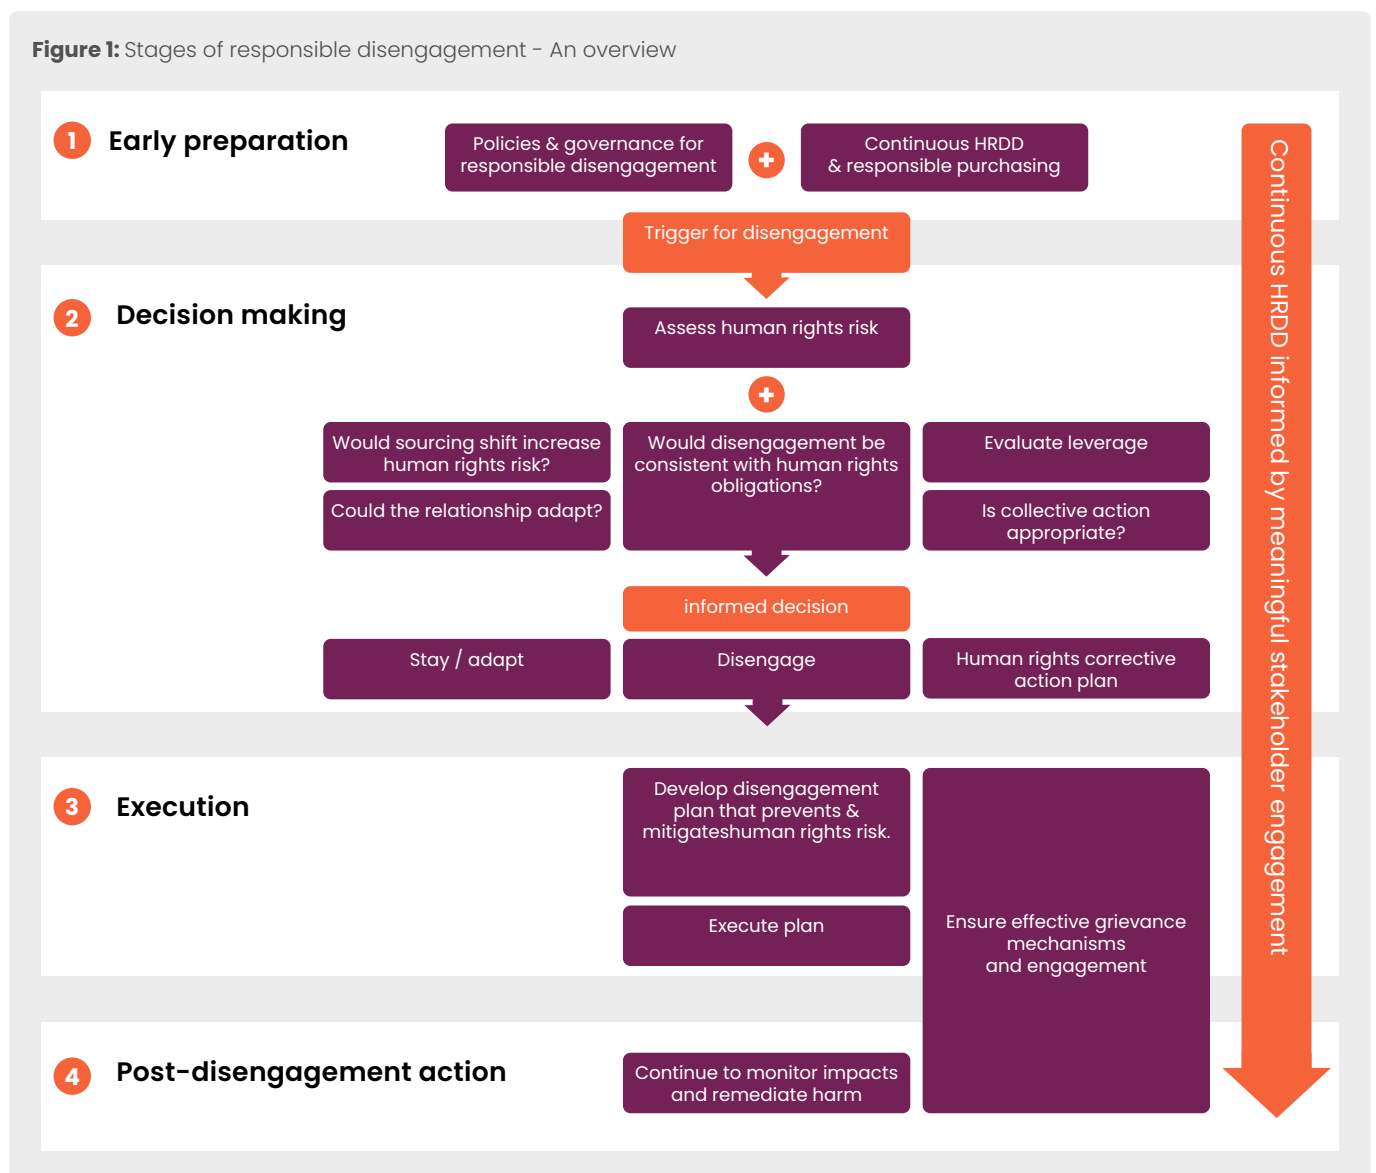 Figure 1: Stages of responsible disengagement - An overview
1
Early preparation
Policies & governance for
responsible disengagement
Continuous HRDD
& responsible purchasing
Trigger for disengagement
2
Decision making
Assess human rights risk
Would sourcing shift increase
human rights risk?
Could the relationship adapt?
Would disengagement be
consistent with human rights
obligations?
Evaluate leverage
Is collective action
appropriate?
informed decision
Stay / adapt
Disengage
Human rights corrective
action plan
3
Execution
Develop disengagement
plan that prevents &
mitigateshuman rights risk.
Execute plan
Ensure effective grievance
mechanisms
and engagement
4
Post-disengagement action
Continue to monitor impacts
and remediate harm
Continuous HRDD informed by meaningful stakeholder engagement